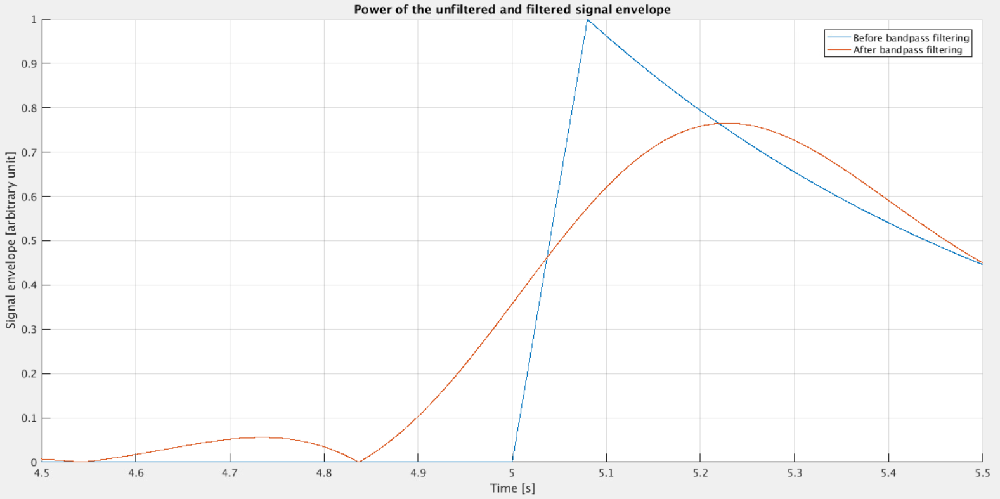 Power of the unfiltered and filtered signal envelope
Before bandpass filtering
After bandpass filtering
Signal envelope [arbitrary unit]
1
0.9
0.8
0.7
0.6
0.5
0.4
0.3
0.2
0.1
0
4.5 4.6 4.7 4.8 4.9 5 5.1 5.2 5.3 5.4 5.5
Time [s]